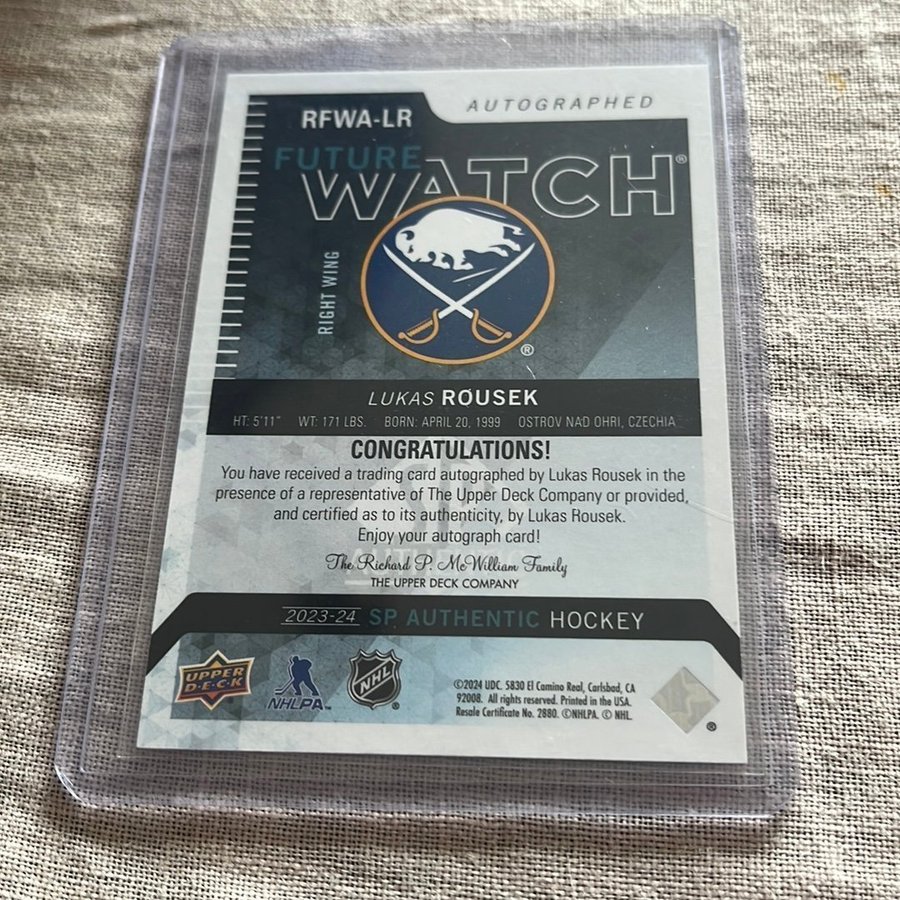 AUTOGRAPHED
RFWA-LR
FUTURE
WATCH®
RIGHT WING
®
LUKAS ROUSEK
HT: 5'11" WT: 171 LBS. BORN: APRIL 20, 1999 OSTROV NAD OHRI, CZECHIA
CONGRATULATIONS!
You have received a trading card autographed by Lukas Rousek in the
presence of a representative of The Upper Deck Company or provided,
and certified as to its authenticity, by Lukas Rousek.
Enjoy your autograph card!
The Richard P. McWilliam Family
THE UPPER DECK COMPANY
2023-24 SP AUTHENTIC HOCKEY
UPPER
D·E·C·K
NHLPA
NHL
©2024 UDC. 5830 El Camino Real, Carlsbad, CA
92008. All rights reserved. Printed in the USA.
Resale Certificate No. 2880. ©NHLPA. © NHL.
®